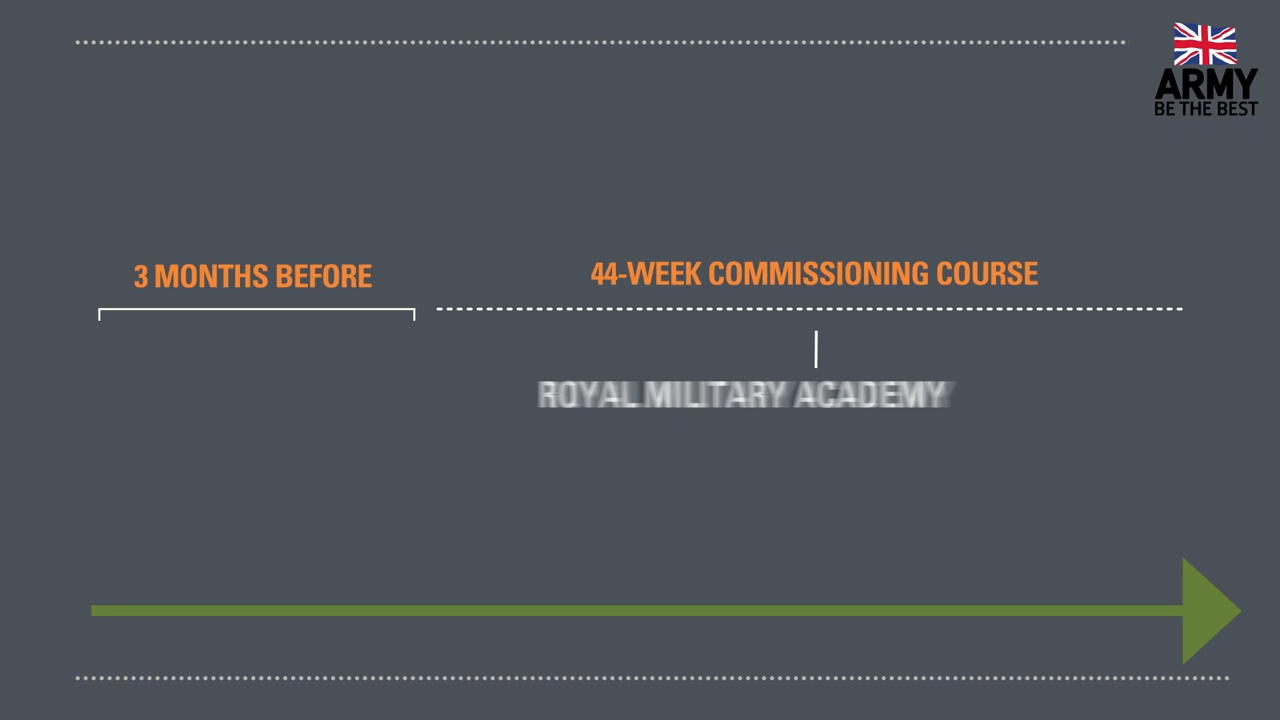 ARMY
BE THE BEST
3 MONTHS BEFORE
44-WEEK COMMISSIONING COURSE
ROYAL MILITARY ACADEMY